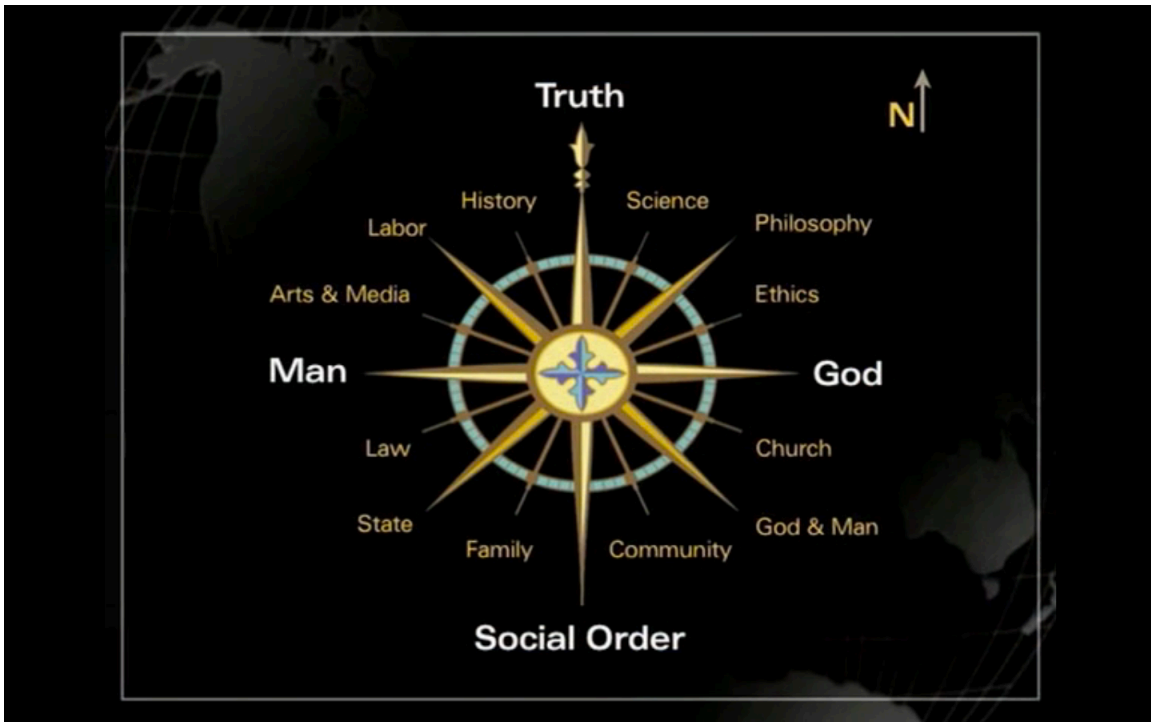 Truth
N
History
Science
Labor
Philosophy
Arts & Media
Ethics
Man
God
Law
Church
State
God & Man
Family
Community
Social Order